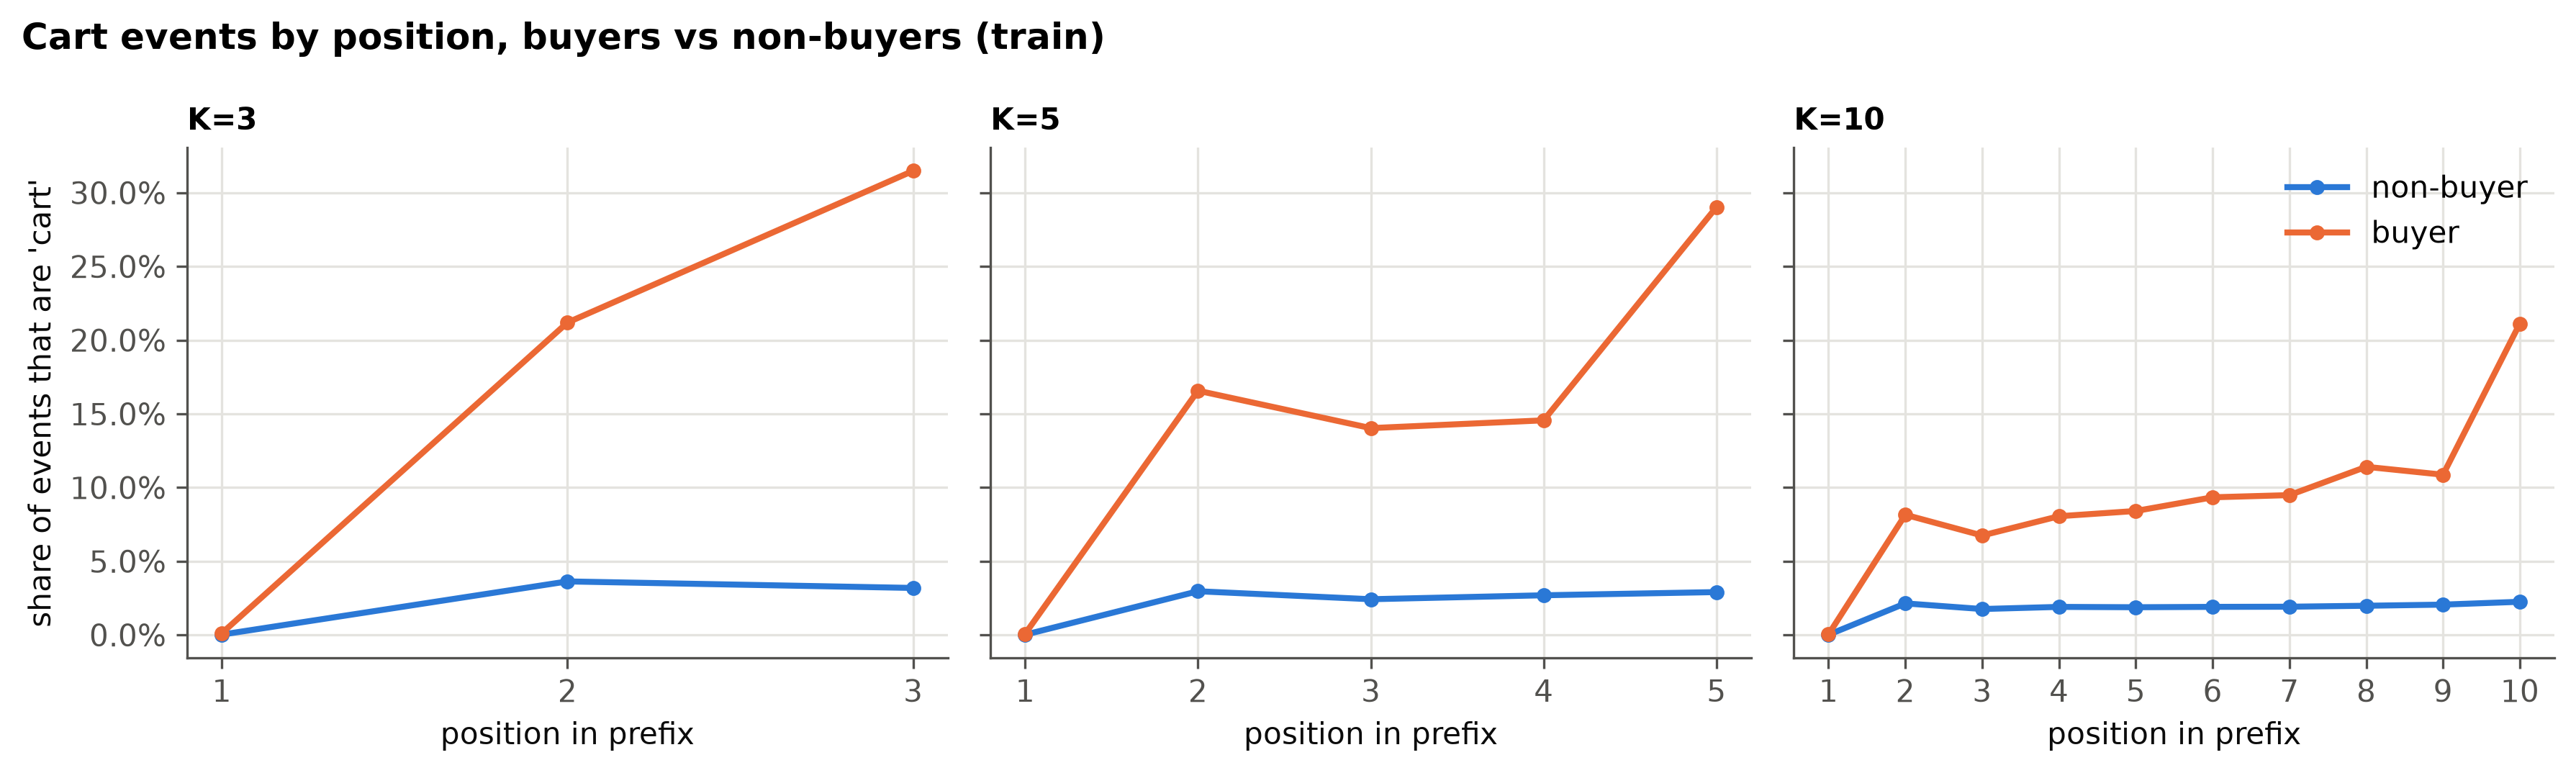 Cart events by position, buyers vs non-buyers (train)
K=3
K=5
K=10
share of events that are 'cart'
30.0%
25.0%
20.0%
15.0%
10.0%
5.0%
0.0%
non-buyer
buyer
1 2 3
1 2 3 4 5
1 2 3 4 5 6 7 8 9 10
position in prefix
position in prefix
position in prefix